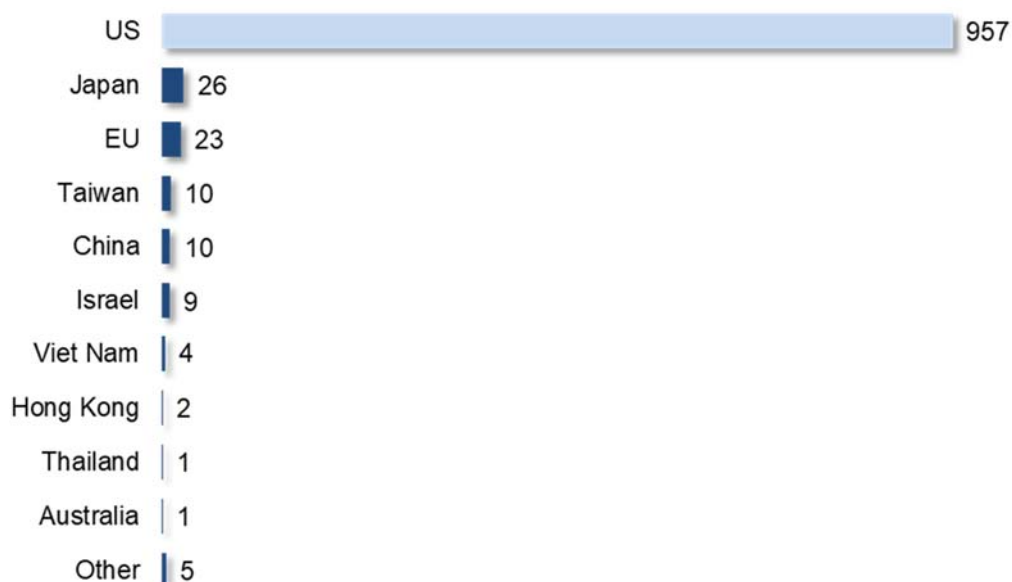 US 957
Japan 26
EU 23
Taiwan 10
China 10
Israel 9
Viet Nam 4
Hong Kong 2
Thailand 1
Australia 1
Other 5